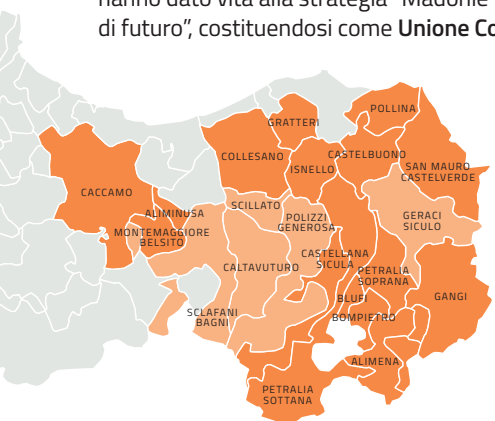 hanno dato vita alla strategia "Madonie
di futuro", costituendosi come Unione Co
POLLINA
GRATTERI
COLLESANO
ISNELLO
CASTELBUONO
SAN MAURO
CASTELVERDE
CACCAMO
ALIMINUSA
MONTEMAGGIORE
BELSITO
SCILLATO
POLIZZI
GENEROSA
GERACI
SICULO
CALTAVUTURO
CASTELLANA
SICULA
PETRALIA
SOPRANA
GANGI
BLUFI
BOMPIETRO
SCLAFANI
BAGNI
ALIMENA
PETRALIA
SOTTANA